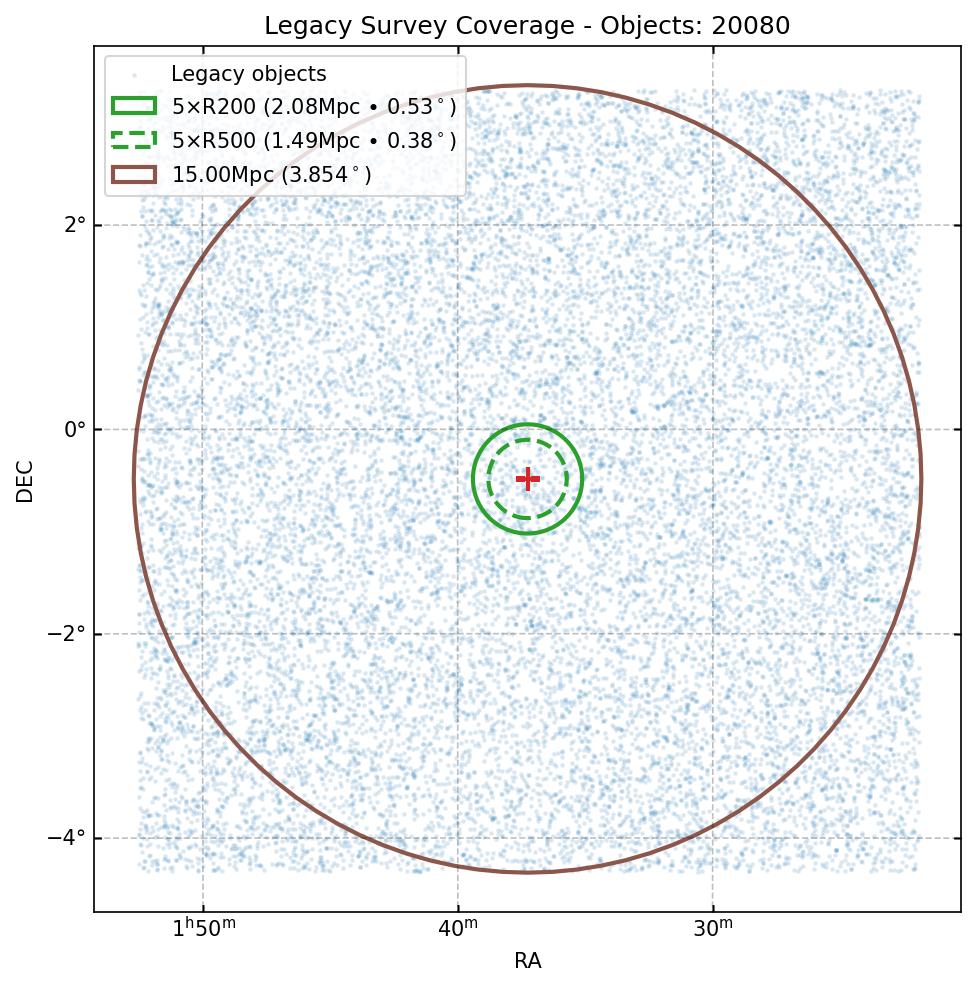 Legacy Survey Coverage - Objects: 20080
Legacy objects
5×R200 (2.08Mpc • 0.53°)
5×R500 (1.49Mpc • 0.38°)
15.00Mpc (3.854°)
2°
0°
−2°
−4°
DEC
1ʰ50ᵐ
40ᵐ
30ᵐ
RA